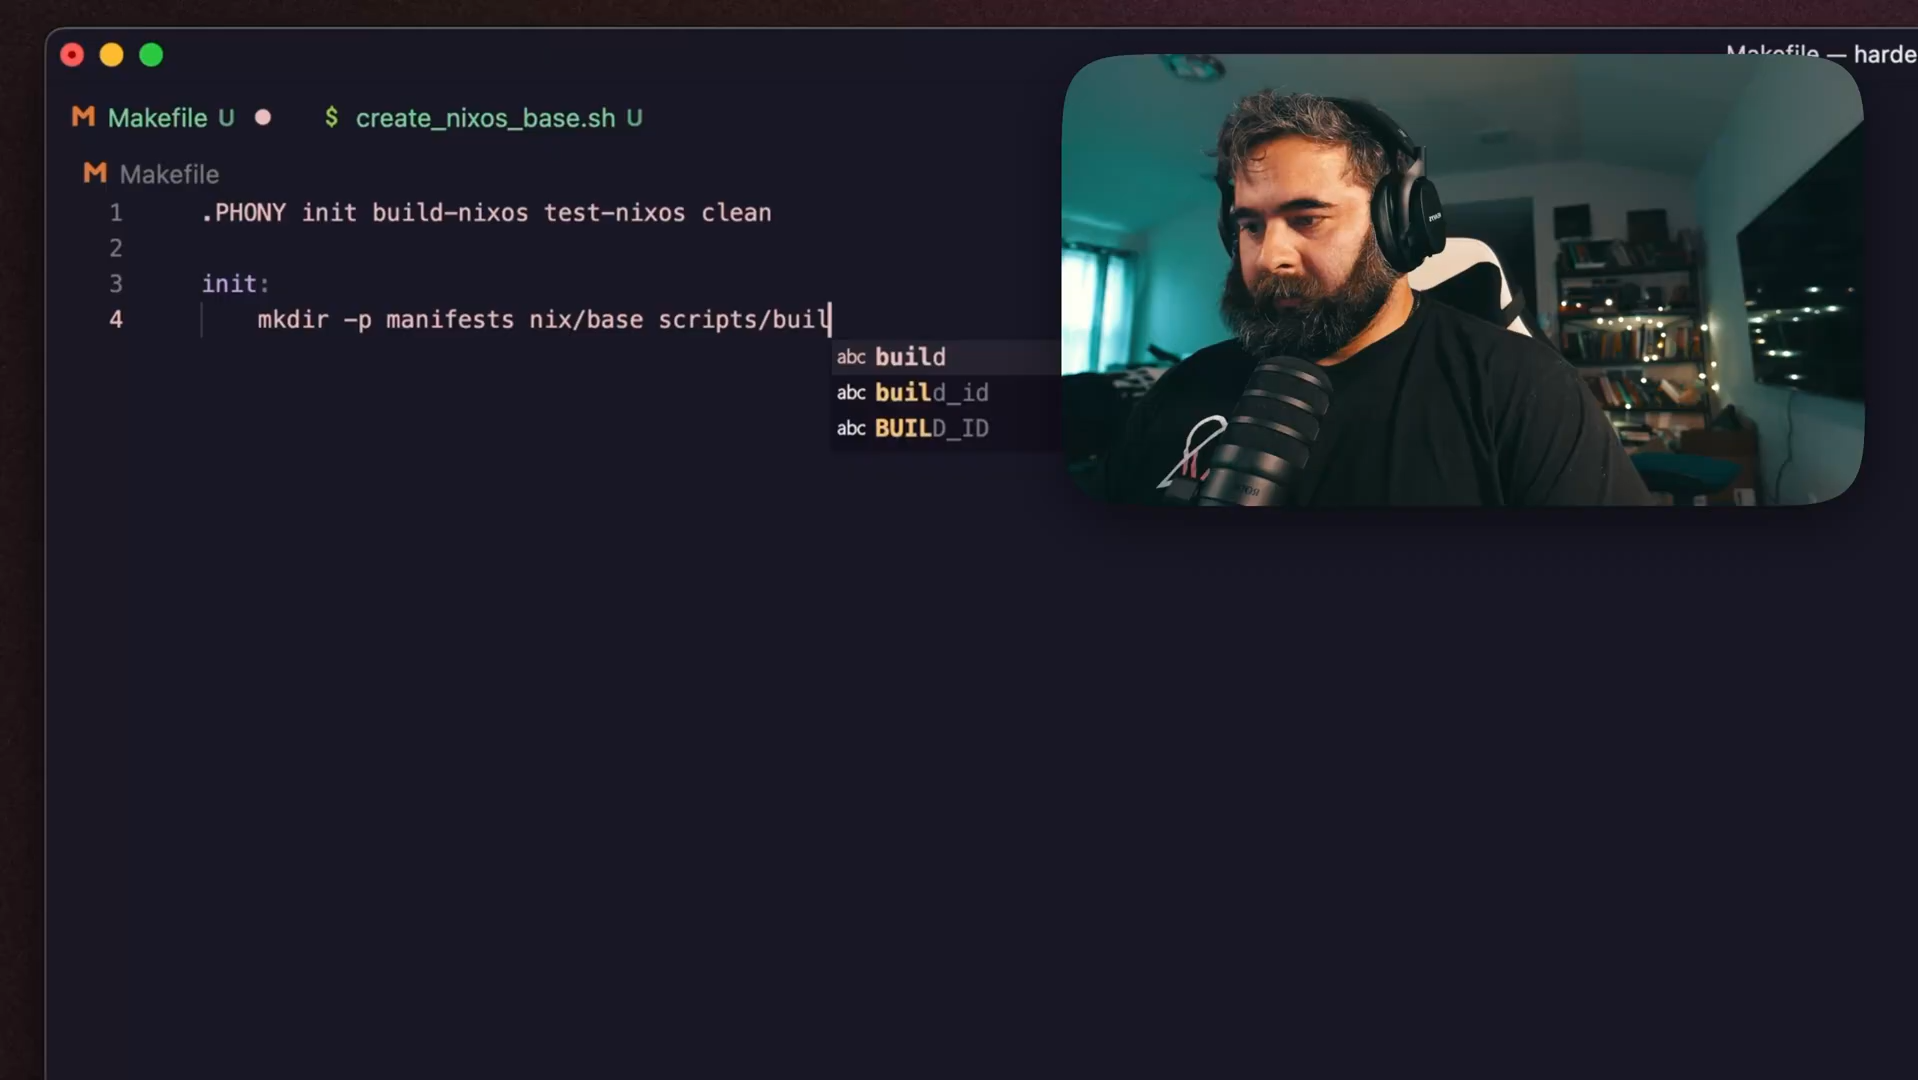 Makefile — harde
M Makefile U $ create_nixos_base.sh U
M Makefile
1 .PHONY init build-nixos test-nixos clean
2
3 init:
4 mkdir -p manifests nix/base scripts/buil
abc build
abc build_id
abc BUILD_ID